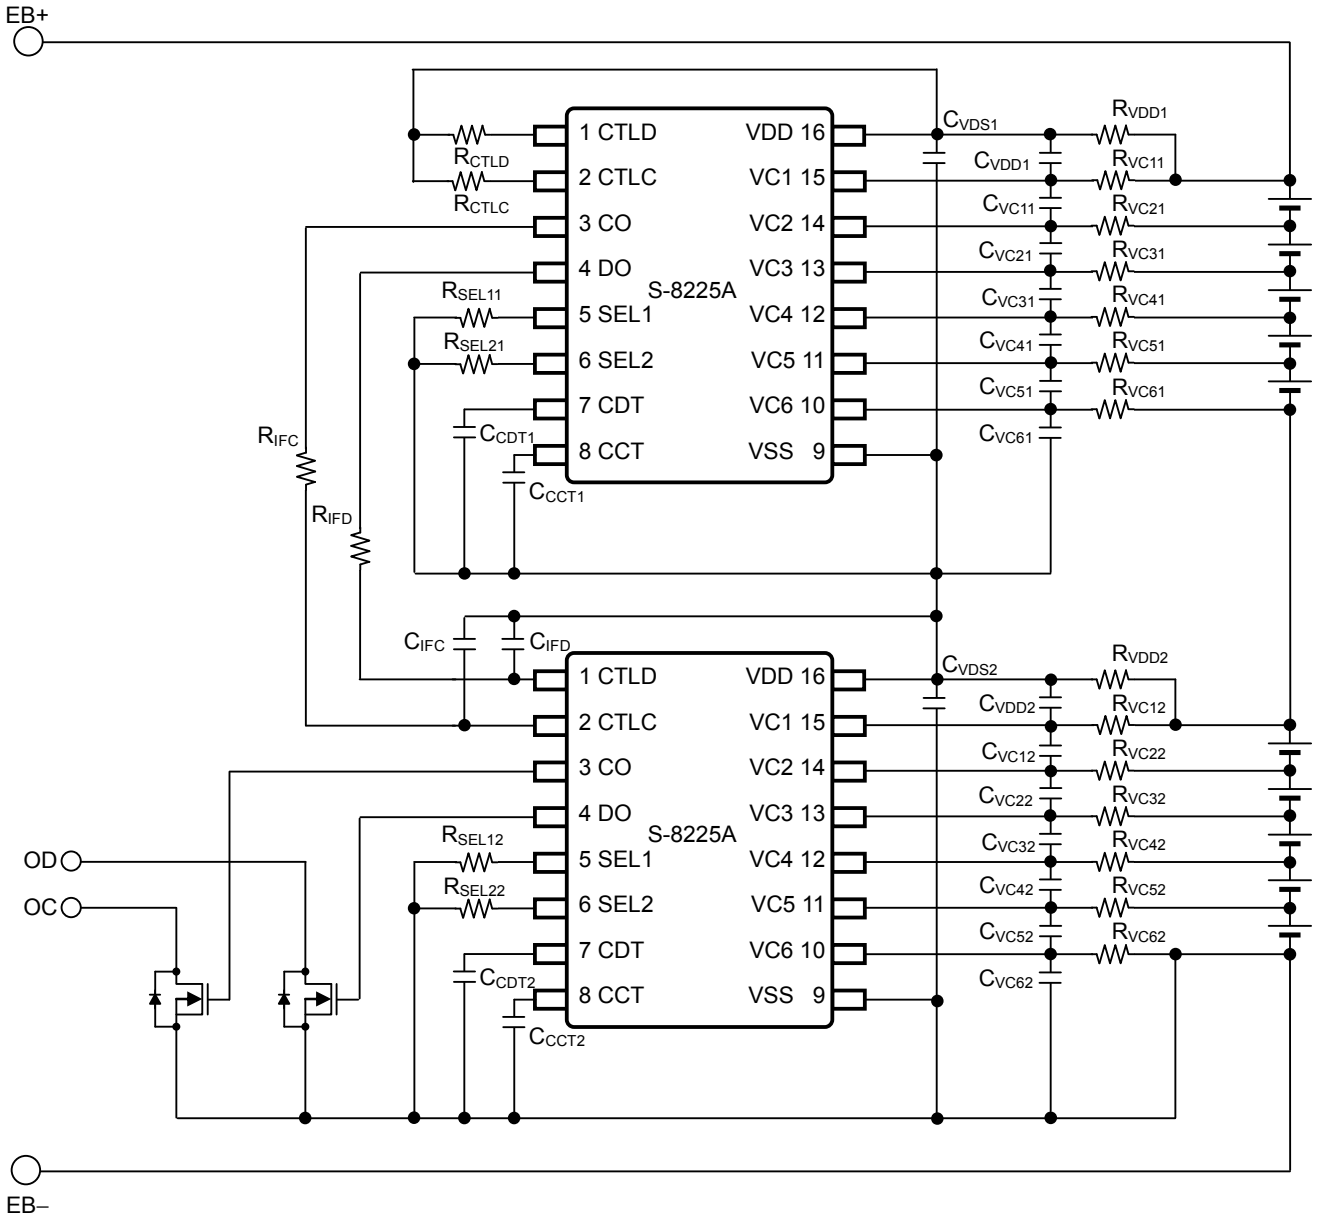 EB+
RVDD1
CVDS1
1 CTLD
VDD 16
RCTLD
CVDD1
RVC11
2 CTLC
VC1 15
RCTLC
CVC11
RVC21
3 CO
VC2 14
CVC21
RVC31
4 DO
VC3 13
S-8225A
RSEL11
CVC31
RVC41
5 SEL1
VC4 12
RSEL21
CVC41
RVC51
6 SEL2
VC5 11
CVC51
RVC61
7 CDT
VC6 10
RIFC
CCDT1
CVC61
8 CCT
VSS 9
CCCT1
RIFD
CIFC
CIFD
RVDD2
CVDS2
1 CTLD
VDD 16
CVDD2
RVC12
2 CTLC
VC1 15
CVC12
RVC22
3 CO
VC2 14
CVC22
RVC32
4 DO
VC3 13
S-8225A
RSEL12
CVC32
RVC42
OD
5 SEL1
VC4 12
RSEL22
CVC42
RVC52
OC
6 SEL2
VC5 11
CVC52
RVC62
7 CDT
VC6 10
CCDT2
CVC62
8 CCT
VSS 9
CCCT2
EB−